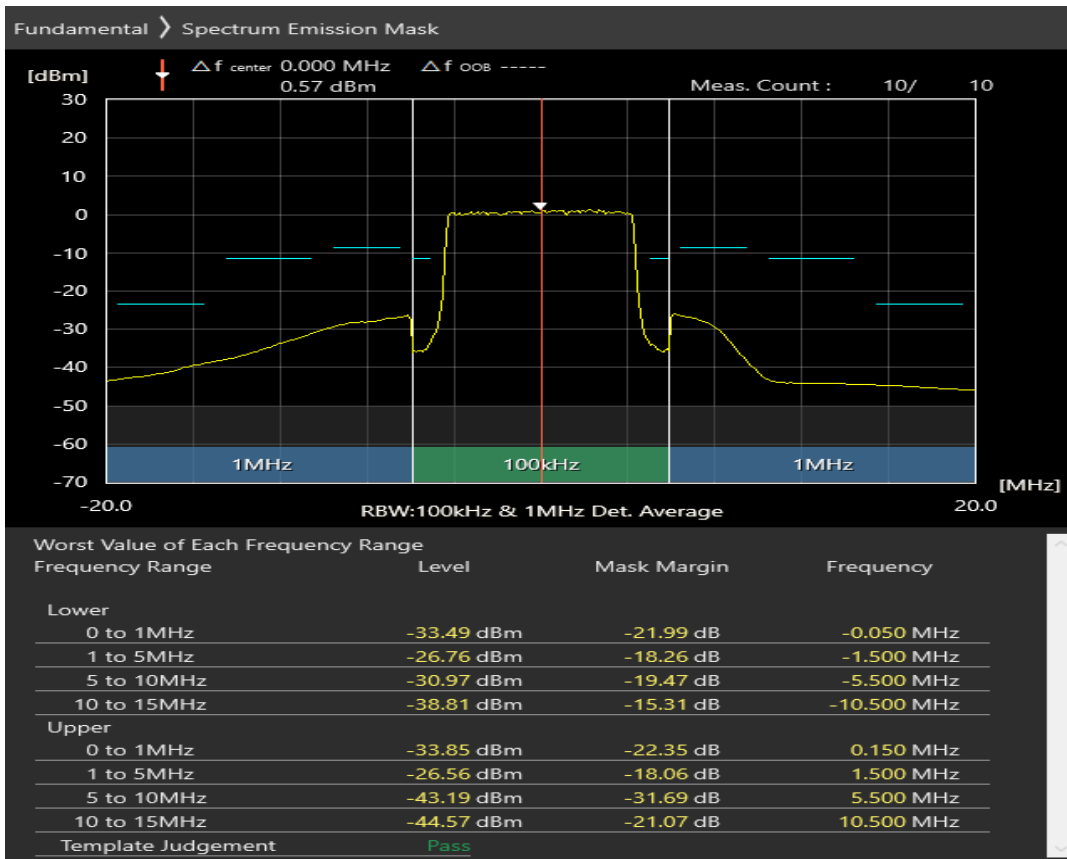 Fundamental ❯ Spectrum Emission Mask
[dBm] △f center 0.000 MHz △f OOB -----
0.57 dBm Meas. Count : 10/ 10
30
20
10
0
-10
-20
-30
-40
-50
-60
1MHz 100kHz 1MHz
-70 [MHz]
-20.0 RBW:100kHz & 1MHz Det. Average 20.0
Worst Value of Each Frequency Range
Frequency Range Level Mask Margin Frequency
Lower
0 to 1MHz -33.49 dBm -21.99 dB -0.050 MHz
1 to 5MHz -26.76 dBm -18.26 dB -1.500 MHz
5 to 10MHz -30.97 dBm -19.47 dB -5.500 MHz
10 to 15MHz -38.81 dBm -15.31 dB -10.500 MHz
Upper
0 to 1MHz -33.85 dBm -22.35 dB 0.150 MHz
1 to 5MHz -26.56 dBm -18.06 dB 1.500 MHz
5 to 10MHz -43.19 dBm -31.69 dB 5.500 MHz
10 to 15MHz -44.57 dBm -21.07 dB 10.500 MHz
Template Judgement Pass